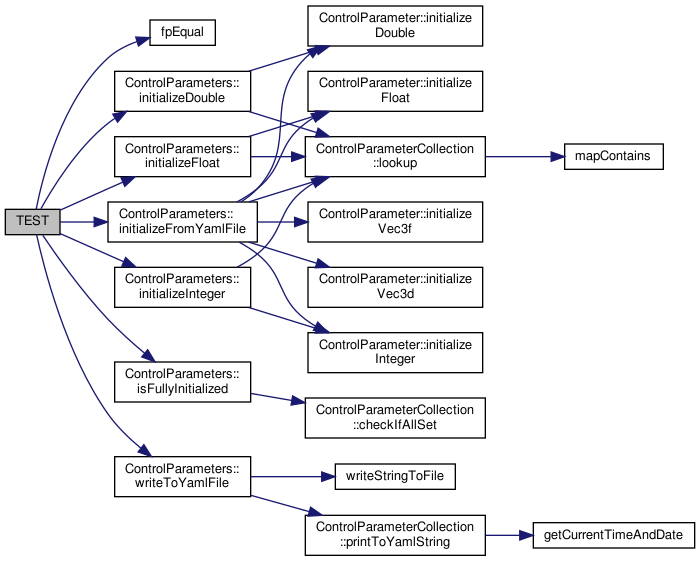 TEST
fpEqual
ControlParameters::
initializeDouble
ControlParameters::
initializeFloat
ControlParameters::
initializeFromYamlFile
ControlParameters::
initializeInteger
ControlParameters::
isFullyInitialized
ControlParameters::
writeToYamlFile
ControlParameter::initialize
Double
ControlParameter::initialize
Float
ControlParameterCollection
::lookup
ControlParameter::initialize
Vec3f
ControlParameter::initialize
Vec3d
ControlParameter::initialize
Integer
ControlParameterCollection
::checkIfAllSet
writeStringToFile
ControlParameterCollection
::printToYamlString
mapContains
getCurrentTimeAndDate